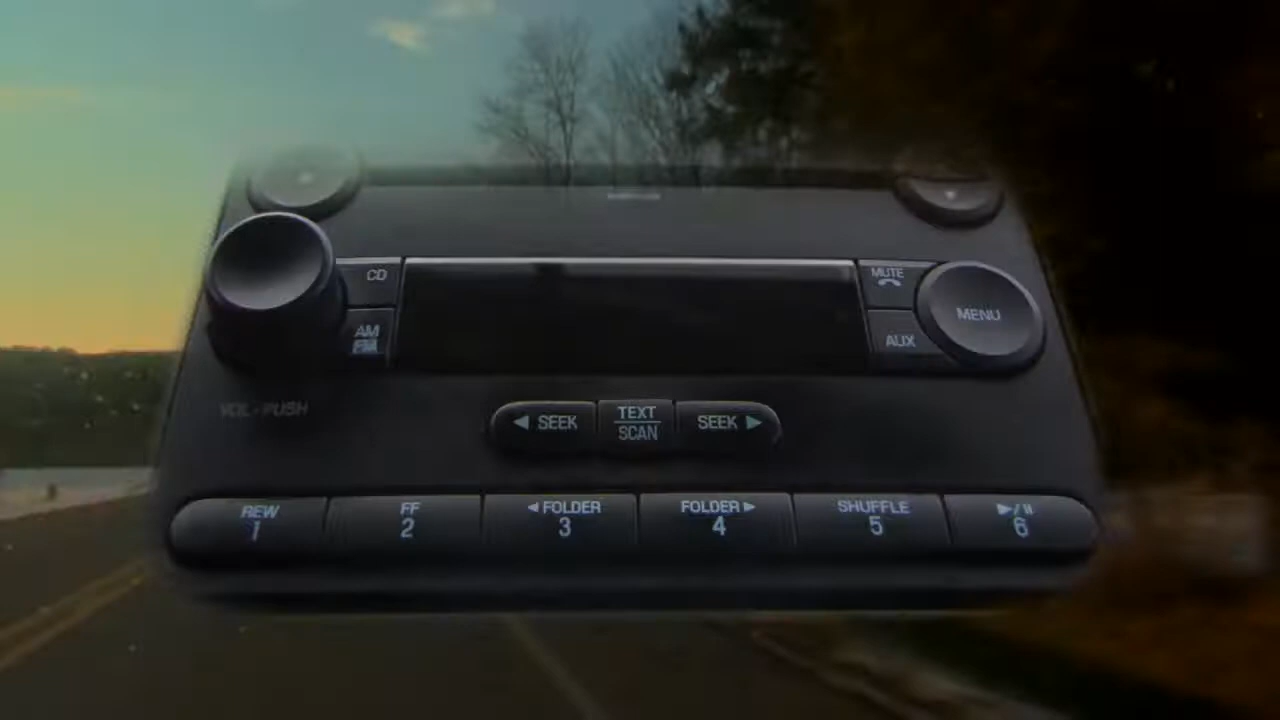 CD
MUTE
MENU
AM
FM
AUX
VOL - PUSH
◄ SEEK
TEXT
SCAN
SEEK ►
REW
1
FF
2
◄ FOLDER
3
FOLDER ►
4
SHUFFLE
5
►/II
6